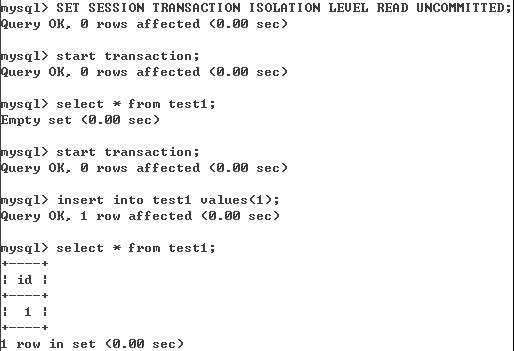 mysql> SET SESSION TRANSACTION ISOLATION LEVEL READ UNCOMMITTED;
Query OK, 0 rows affected (0.00 sec)
mysql> start transaction;
Query OK, 0 rows affected (0.00 sec)
mysql> select * from test1;
Empty set (0.00 sec)
mysql> start transaction;
Query OK, 0 rows affected (0.00 sec)
mysql> insert into test1 values(1);
Query OK, 1 row affected (0.00 sec)
mysql> select * from test1;
+----+
¦ id ¦
+----+
¦  1 ¦
+----+
1 row in set (0.00 sec)